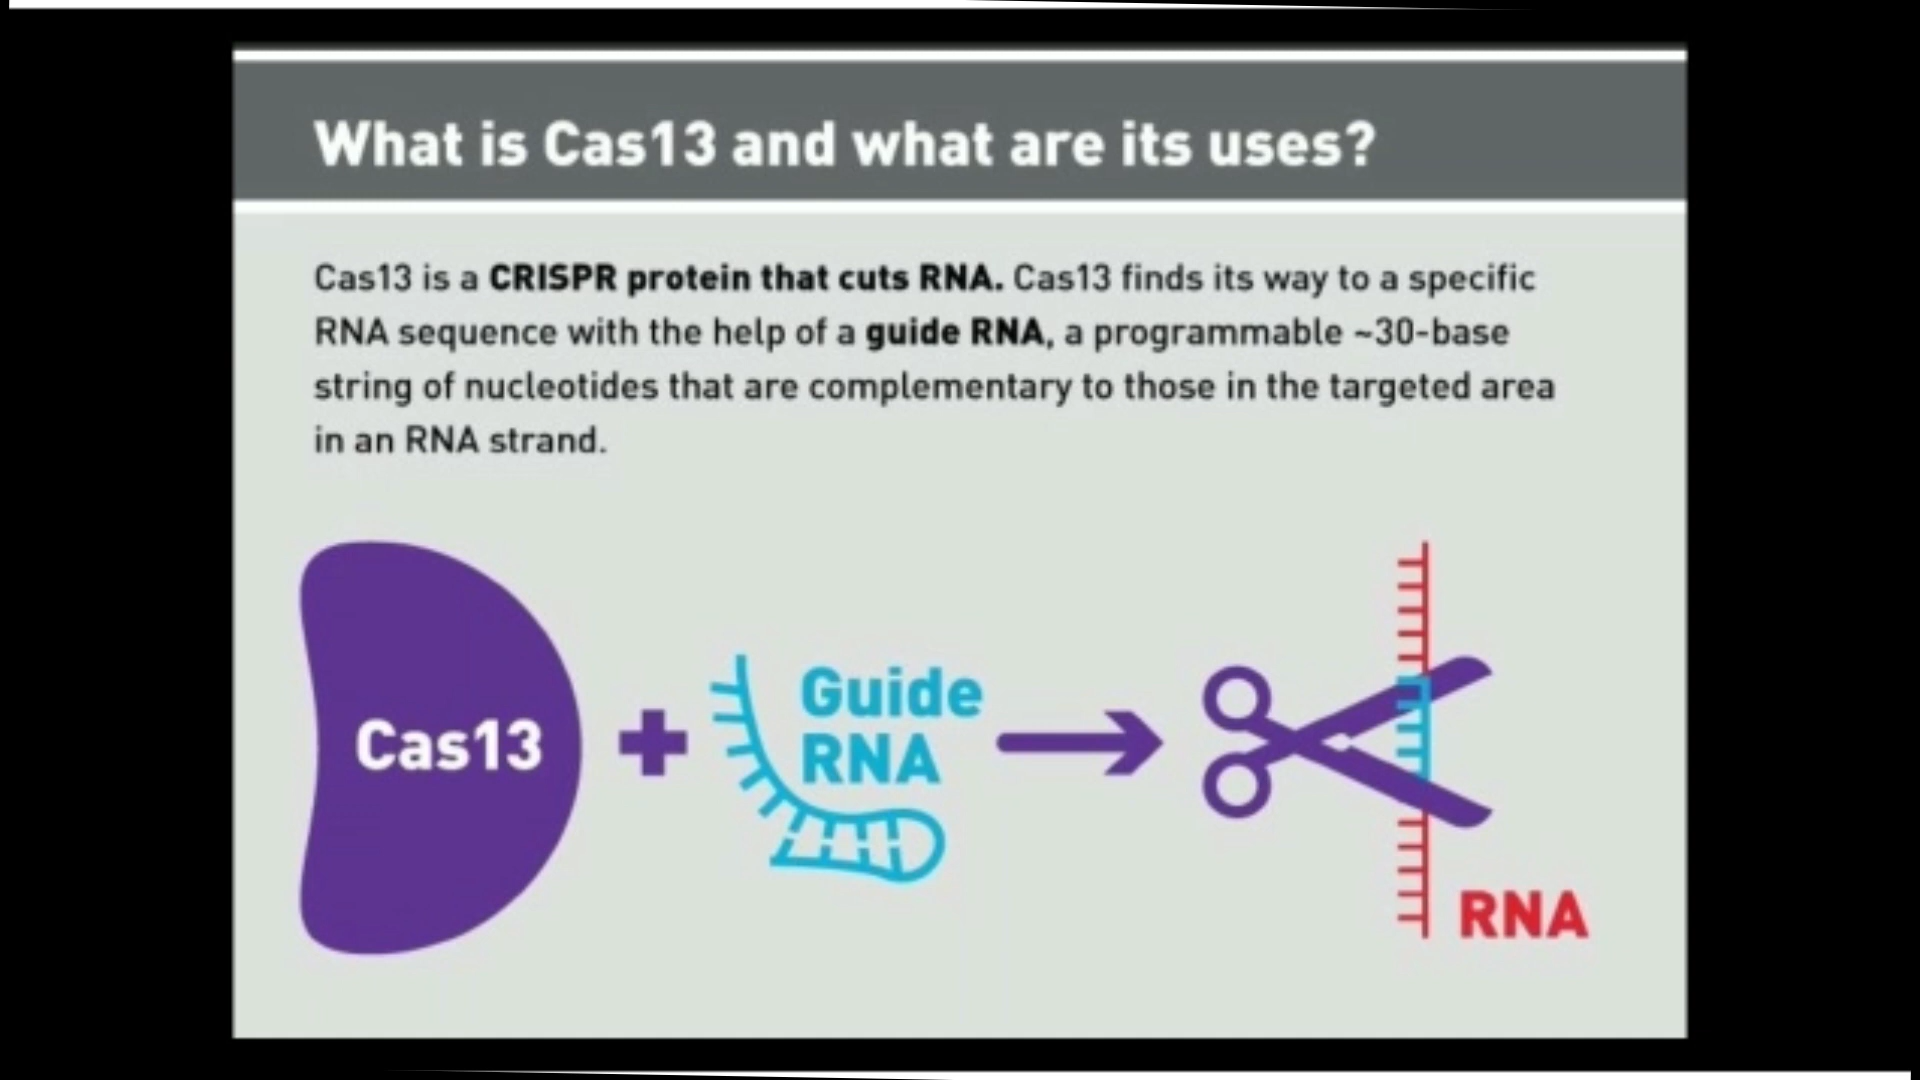 What is Cas13 and what are its uses?
Cas13 is a CRISPR protein that cuts RNA. Cas13 finds its way to a specific
RNA sequence with the help of a guide RNA, a programmable ~30-base
string of nucleotides that are complementary to those in the targeted area
in an RNA strand.
Cas13
Guide
RNA
RNA